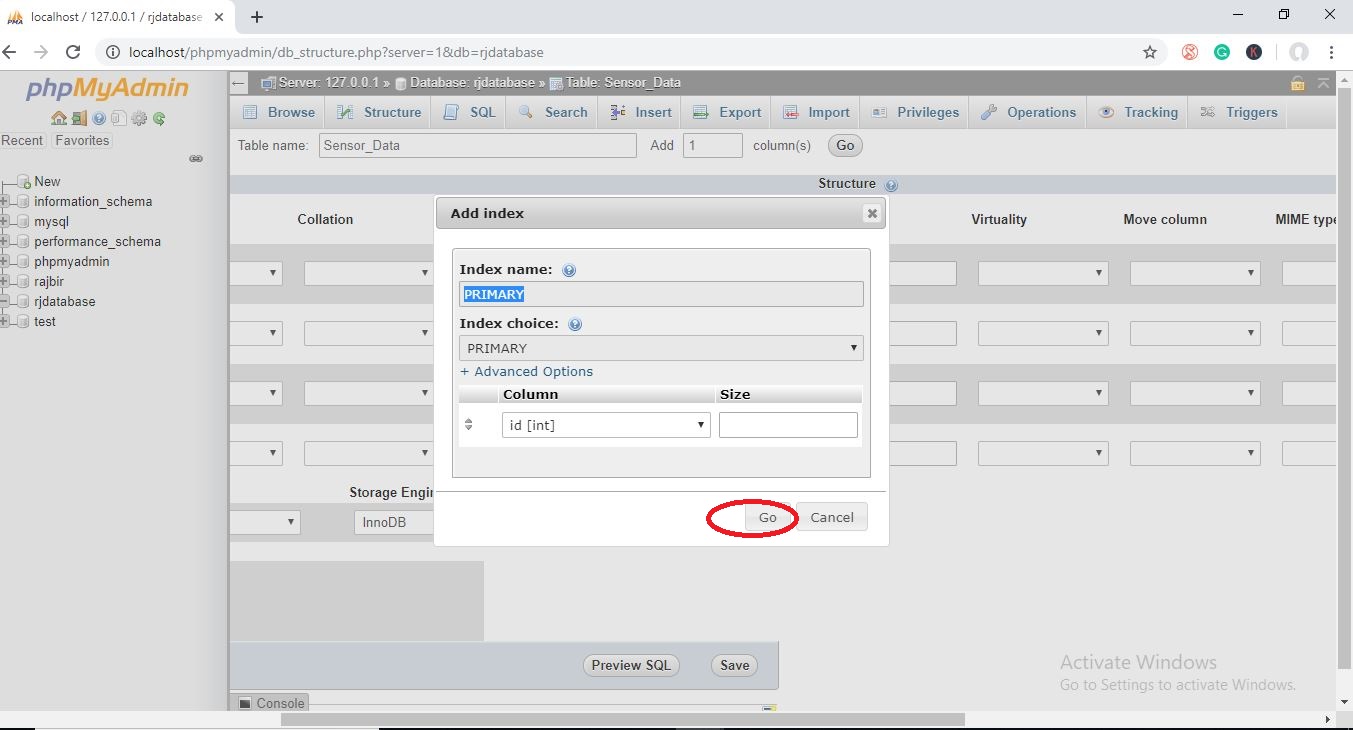 localhost / 127.0.0.1 / rjdatabase
localhost/phpmyadmin/db_structure.php?server=1&db=rjdatabase
phpMyAdmin
Recent Favorites
New
information_schema
mysql
performance_schema
phpmyadmin
rajbir
rjdatabase
test
Server: 127.0.0.1 » Database: rjdatabase » Table: Sensor_Data
Browse Structure SQL Search Insert Export Import Privileges Operations Tracking Triggers
Table name: Sensor_Data Add 1 column(s) Go
Structure
Collation Virtuality Move column MIME type
Add index
Index name:
PRIMARY
Index choice:
PRIMARY
+ Advanced Options
Column Size
id [int]
Go Cancel
Storage Engin
InnoDB
Preview SQL Save
Console
Activate Windows
Go to Settings to activate Windows.